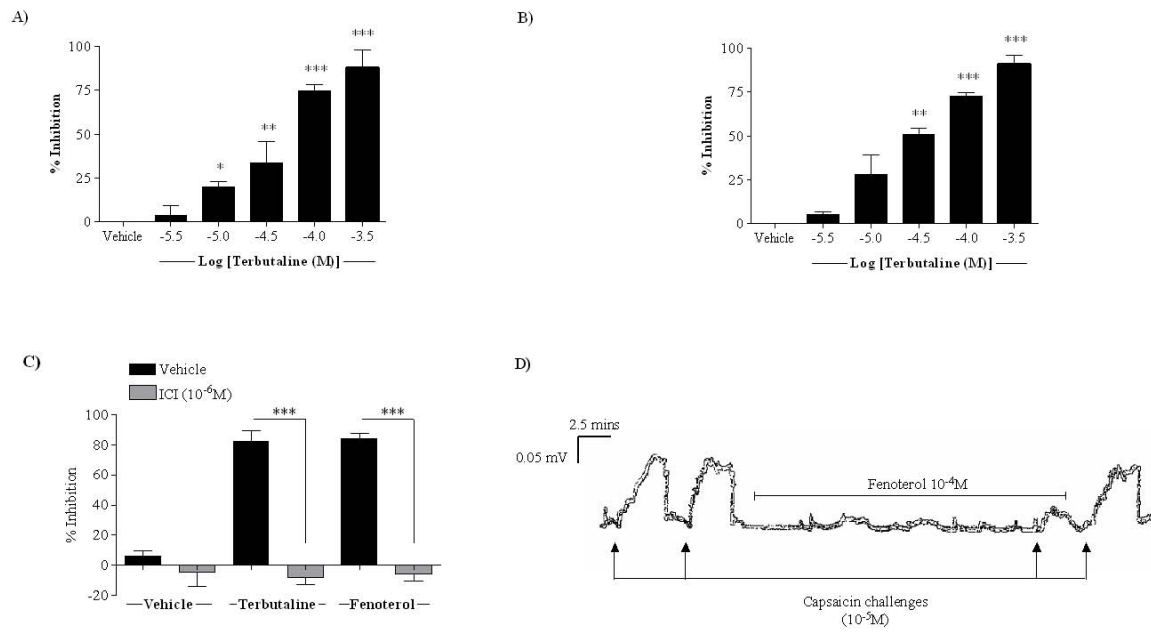 A)
100
75
50
25
0
% Inhibition
*
**
***
***
Vehicle
-5.5
-5.0
-4.5
-4.0
-3.5
Log [Terbutaline (M)]
B)
100
75
50
25
0
% Inhibition
**
***
***
Vehicle
-5.5
-5.0
-4.5
-4.0
-3.5
Log [Terbutaline (M)]
C)
Vehicle
ICI (10⁻⁶M)
100
80
60
40
20
0
-20
% Inhibition
***
***
Vehicle
Terbutaline
Fenoterol
D)
2.5 mins
0.05 mV
Fenoterol 10⁻⁴M
Capsaicin challenges
(10⁻⁵M)